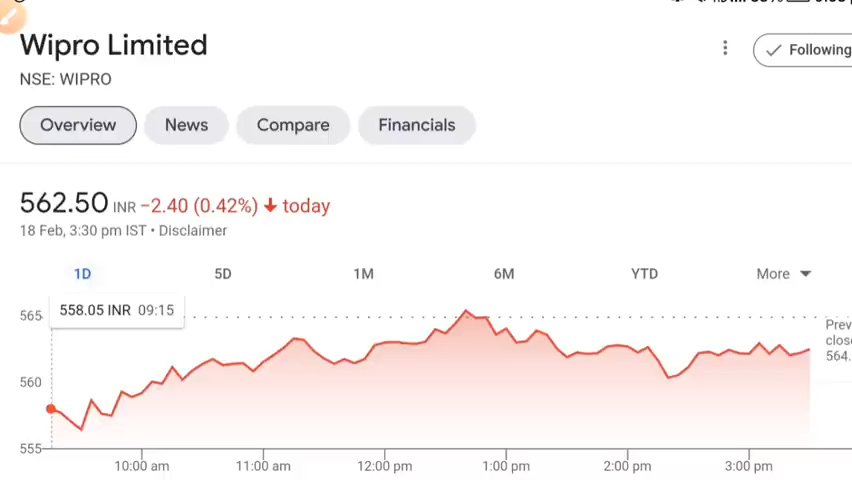 Wipro Limited
Following
NSE: WIPRO
Overview
News
Compare
Financials
562.50 INR −2.40 (0.42%) today
18 Feb, 3:30 pm IST • Disclaimer
1D
5D
1M
6M
YTD
More
558.05 INR 09:15
565
560
555
close
564.
10:00 am
11:00 am
12:00 pm
1:00 pm
2:00 pm
3:00 pm